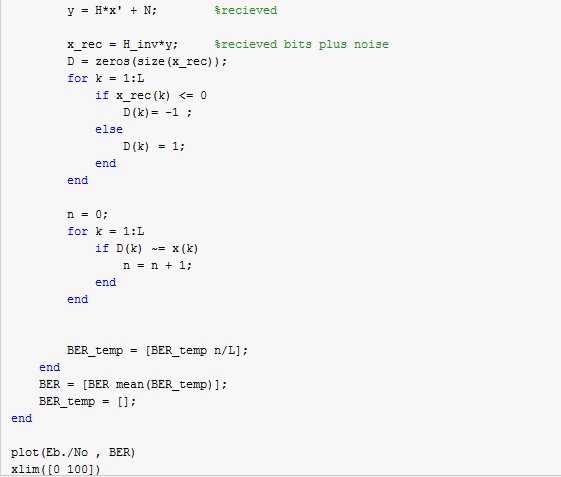 y = H*x' + N;        %recieved
x_rec = H_inv*y;     %recieved bits plus noise
D = zeros(size(x_rec));
for k = 1:L
if x_rec(k) <= 0
D(k)= -1 ;
else
D(k) = 1;
end
end
n = 0;
for k = 1:L
if D(k) ~= x(k)
n = n + 1;
end
end
BER_temp = [BER_temp n/L];
end
BER = [BER mean(BER_temp)];
BER_temp = [];
end
plot(Eb./No , BER)
xlim([0 100])